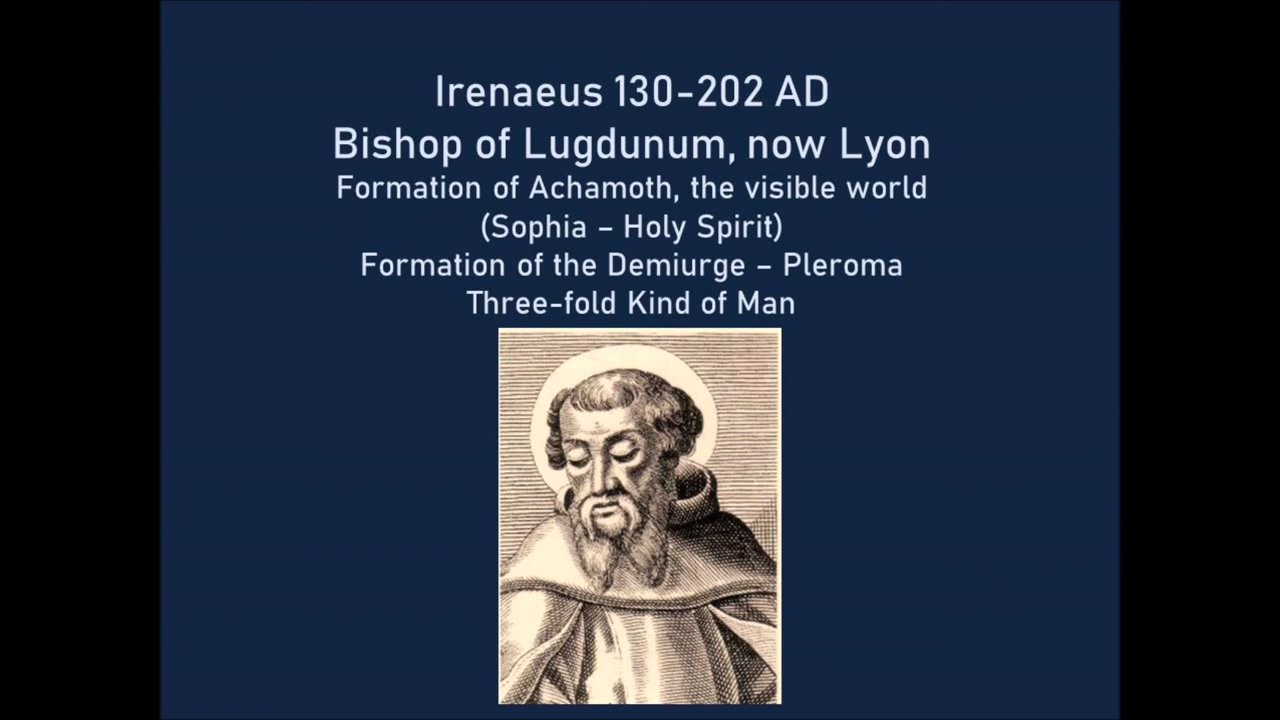 Irenaeus 130-202 AD
Bishop of Lugdunum, now Lyon
Formation of Achamoth, the visible world
(Sophia – Holy Spirit)
Formation of the Demiurge – Pleroma
Three-fold Kind of Man